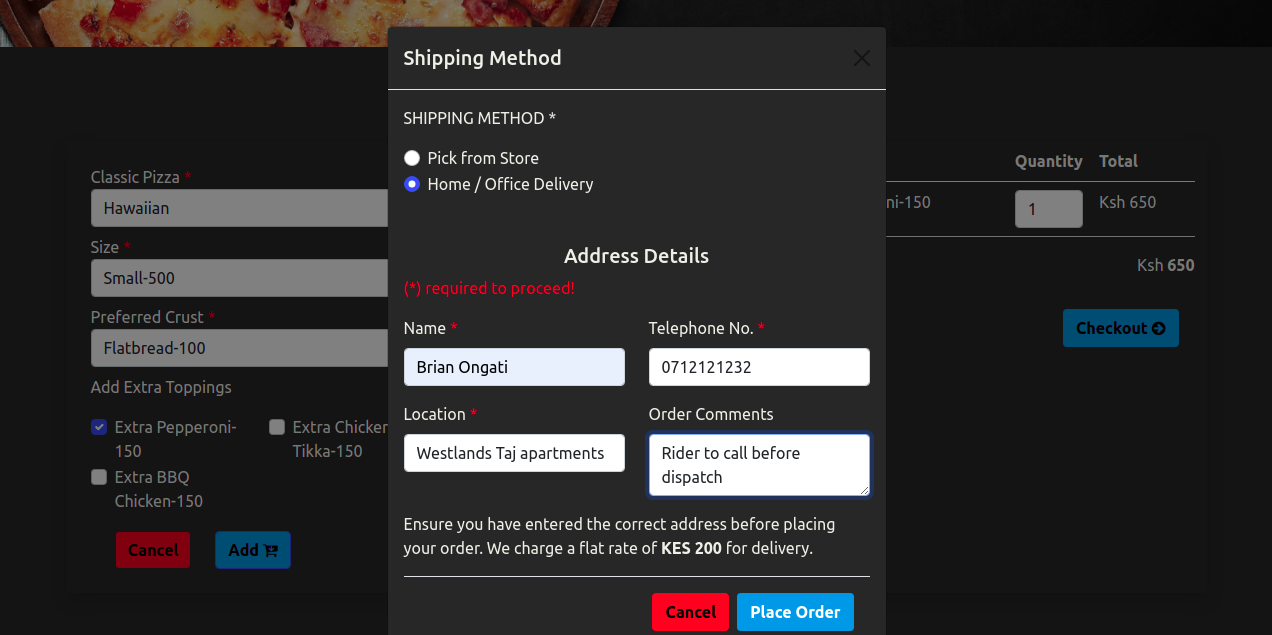 Shipping Method
SHIPPING METHOD *
Pick from Store
Home / Office Delivery
Address Details
(*) required to proceed!
Name *
Telephone No. *
Brian Ongati
0712121232
Location *
Order Comments
Westlands Taj apartments
Rider to call before
dispatch
Ensure you have entered the correct address before placing
your order. We charge a flat rate of KES 200 for delivery.
Cancel
Place Order
Classic Pizza *
Hawaiian
Size *
Small-500
Preferred Crust *
Flatbread-100
Add Extra Toppings
Extra Pepperoni-
150
Extra Chicken
Tikka-150
Extra BBQ
Chicken-150
Cancel
Add
Quantity
Total
ni-150
1
Ksh 650
Ksh 650
Checkout